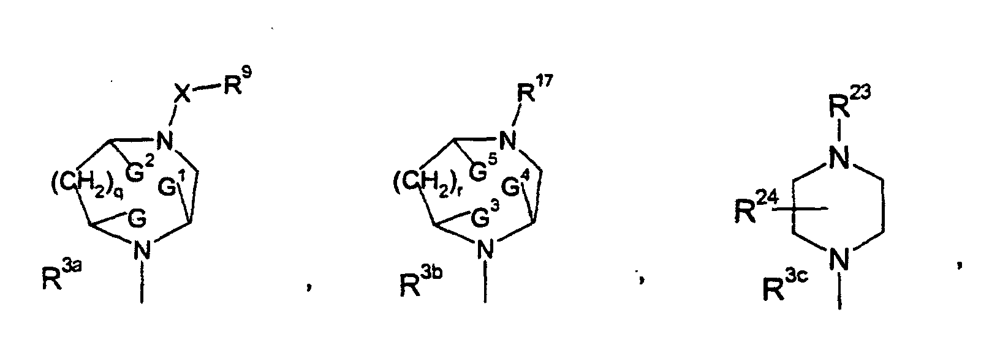 X—R⁹
N
G²
(CH₂)q
G¹
G
N
R³ᵃ
,
R¹⁷
N
G⁵
(CH₂)r
G⁴
G³
N
R³ᵇ
,
R²³
N
R²⁴
N
R³ᶜ
,